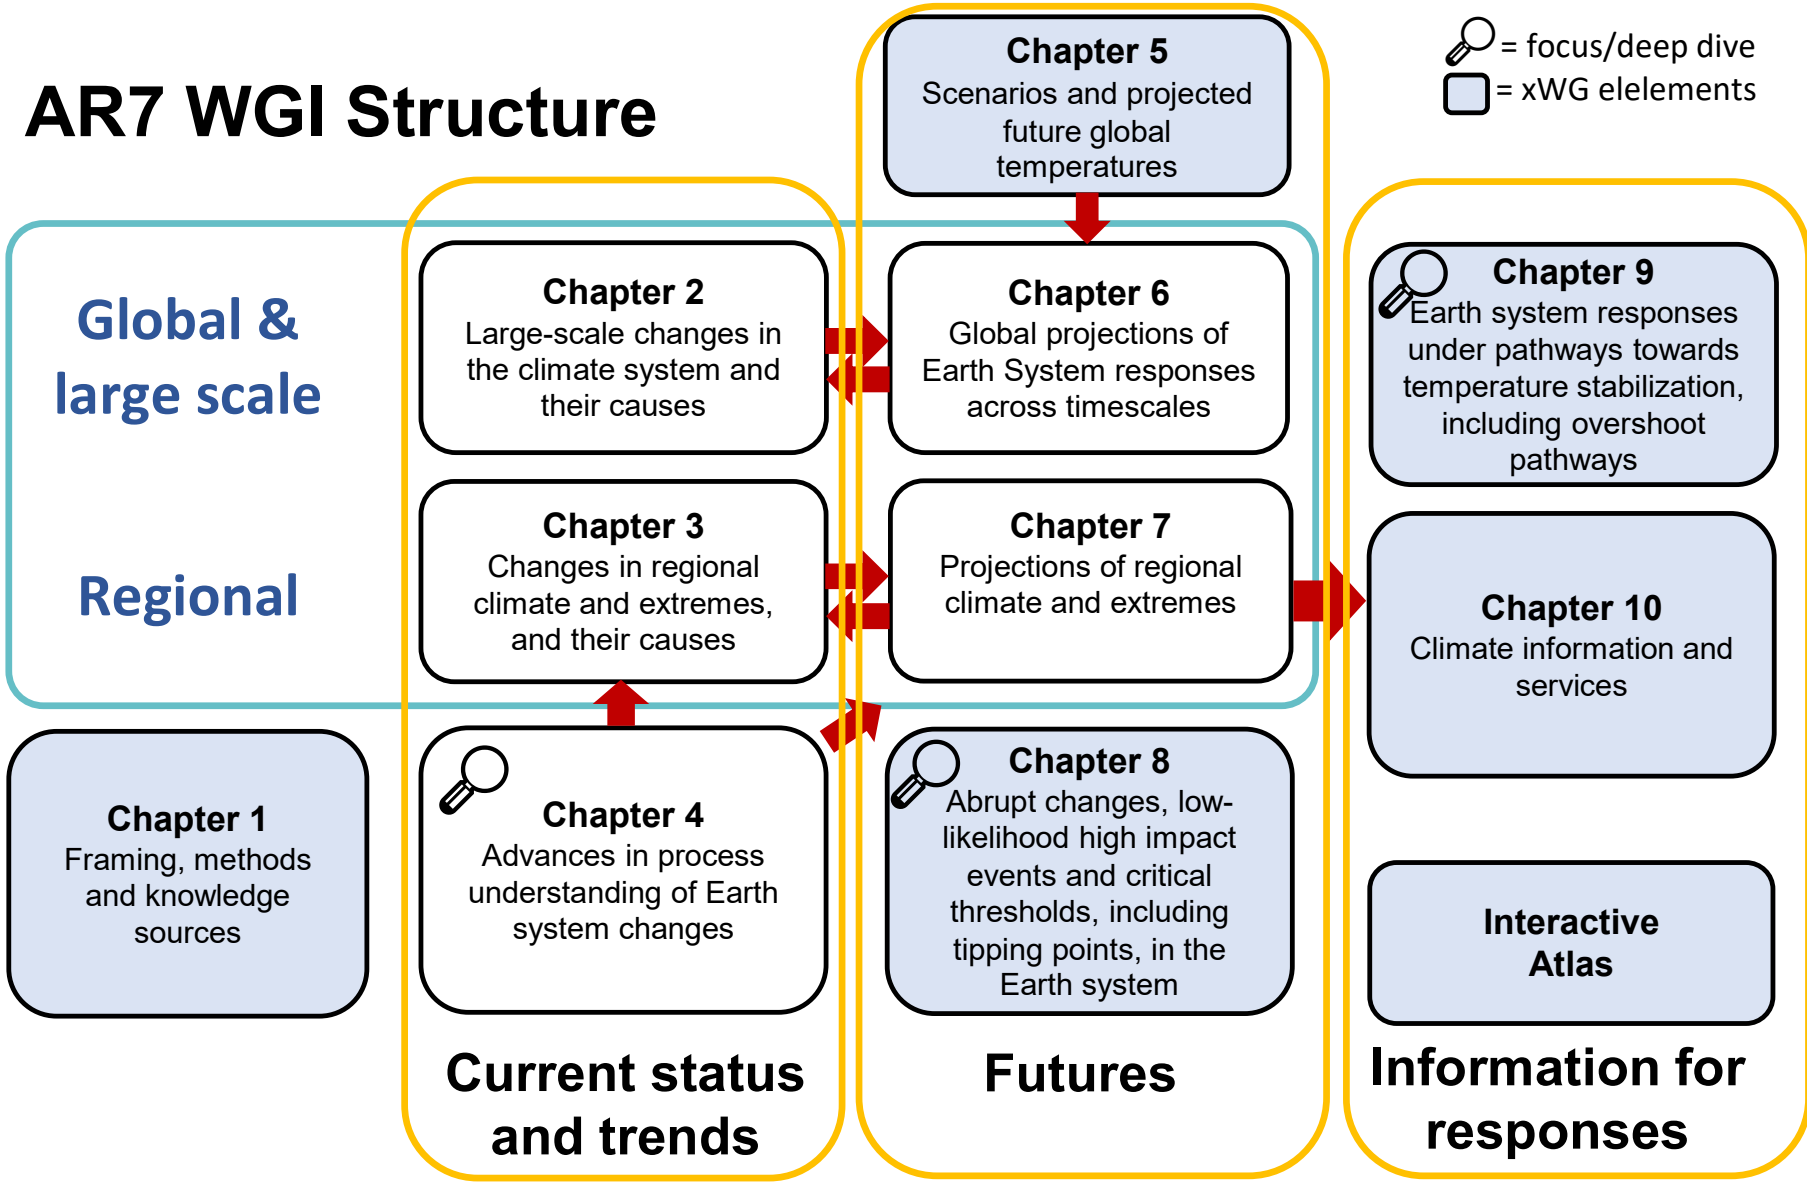 AR7 WGI Structure
= focus/deep dive
= xWG elelements
Chapter 5
Scenarios and projected
future global
temperatures
Global &
large scale
Regional
Chapter 2
Large-scale changes in
the climate system and
their causes
Chapter 6
Global projections of
Earth System responses
across timescales
Chapter 9
Earth system responses
under pathways towards
temperature stabilization,
including overshoot
pathways
Chapter 3
Changes in regional
climate and extremes,
and their causes
Chapter 7
Projections of regional
climate and extremes
Chapter 10
Climate information and
services
Chapter 1
Framing, methods
and knowledge
sources
Chapter 4
Advances in process
understanding of Earth
system changes
Chapter 8
Abrupt changes, low-
likelihood high impact
events and critical
thresholds, including
tipping points, in the
Earth system
Interactive
Atlas
Current status
and trends
Futures
Information for
responses